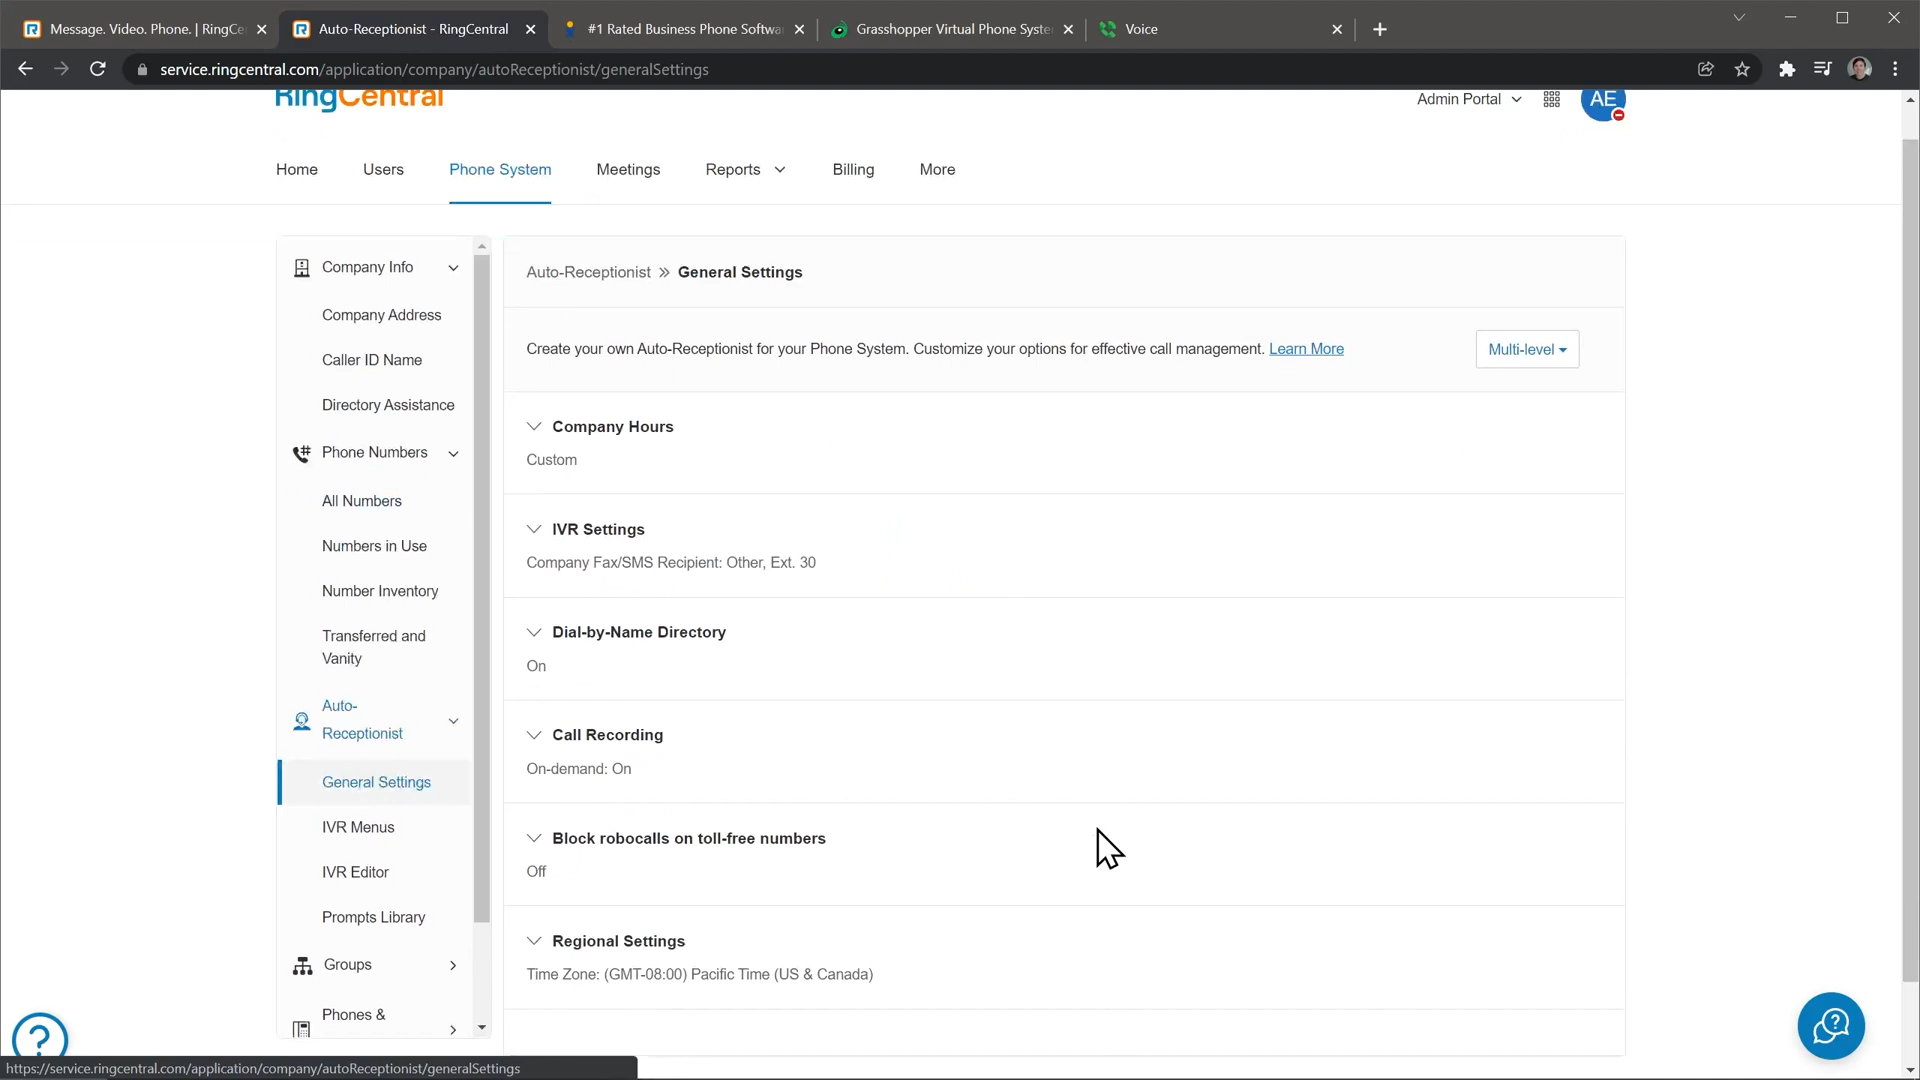 Message. Video. Phone. | RingCe
Auto-Receptionist - RingCentral
#1 Rated Business Phone Softwa
Grasshopper Virtual Phone Syste
Voice
service.ringcentral.com/application/company/autoReceptionist/generalSettings
RingCentral
Admin Portal
AE
Home
Users
Phone System
Meetings
Reports
Billing
More
Company Info
Company Address
Caller ID Name
Directory Assistance
Phone Numbers
All Numbers
Numbers in Use
Number Inventory
Transferred and
Vanity
Auto-
Receptionist
General Settings
IVR Menus
IVR Editor
Prompts Library
Groups
Phones &
Auto-Receptionist » General Settings
Create your own Auto-Receptionist for your Phone System. Customize your options for effective call management. Learn More
Multi-level
Company Hours
Custom
IVR Settings
Company Fax/SMS Recipient: Other, Ext. 30
Dial-by-Name Directory
On
Call Recording
On-demand: On
Block robocalls on toll-free numbers
Off
Regional Settings
Time Zone: (GMT-08:00) Pacific Time (US & Canada)
https://service.ringcentral.com/application/company/autoReceptionist/generalSettings